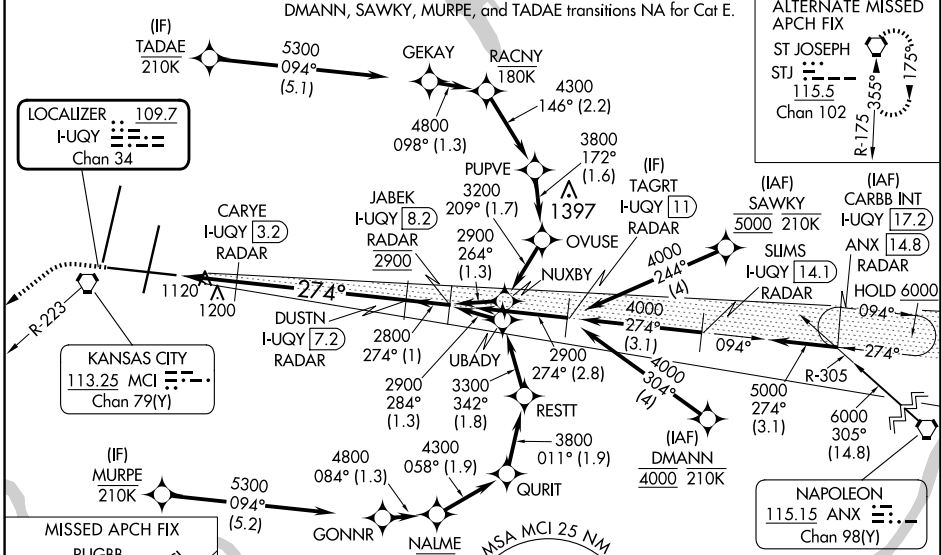 DMANN, SAWKY, MURPE, and TADAE transitions NA for Cat E.
ALTERNATE MISSED
APCH FIX
ST JOSEPH
STJ
115.5
Chan 102
R-175
355°
175°
(IF)
TADAE
210K
5300
094°
(5.1)
GEKAY
RACNY
180K
4800
098° (1.3)
4300
146° (2.2)
LOCALIZER 109.7
I-UQY
Chan 34
PUPVE
3800
172°
(1.6)
1397
3200
209° (1.7)
OVUSE
(IF)
TAGRT
I-UQY 11
RADAR
(IAF)
SAWKY
5000 210K
(IAF)
CARBB INT
I-UQY 17.2
ANX 14.8
RADAR
CARYE
I-UQY 3.2
RADAR
JABEK
I-UQY 8.2
RADAR
2900
2900
264°
(1.3)
NUXBY
4000
244°
(4)
SLIMS
I-UQY 14.1
RADAR
HOLD 6000
094°
274°
1120
1200
274°
DUSTN
I-UQY 7.2
RADAR
2800
274° (1)
UBADY
2900
274° (2.8)
4000
274°
(3.1)
094°
R-223
KANSAS CITY
113.25 MCI
Chan 79(Y)
2900
284°
(1.3)
3300
342°
(1.8)
RESTT
4000
304°
(4)
5000
274°
(3.1)
R-305
6000
305°
(14.8)
(IAF)
DMANN
4000 210K
(IF)
MURPE
210K
5300
094°
(5.2)
4800
084° (1.3)
4300
058° (1.9)
3800
011° (1.9)
QURIT
GONNR
NALME
NAPOLEON
115.15 ANX
Chan 98(Y)
MISSED APCH FIX
MSA MCI 25 NM